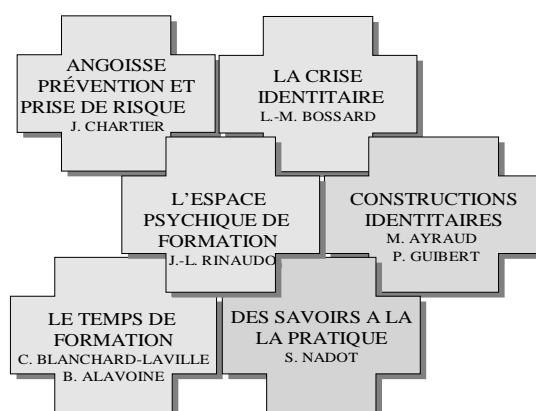 ANGOISSE
PRÉVENTION ET
PRISE DE RISQUE
J. CHARTIER
LA CRISE
IDENTITAIRE
L.-M. BOSSARD
L'ESPACE
PSYCHIQUE DE
FORMATION
J.-L. RINAUDO
CONSTRUCTIONS
IDENTITAIRES
M. AYRAUD
P. GUIBERT
LE TEMPS DE
FORMATION
C. BLANCHARD-LAVILLE
B. ALAVOINE
DES SAVOIRS A LA
LA PRATIQUE
S. NADOT